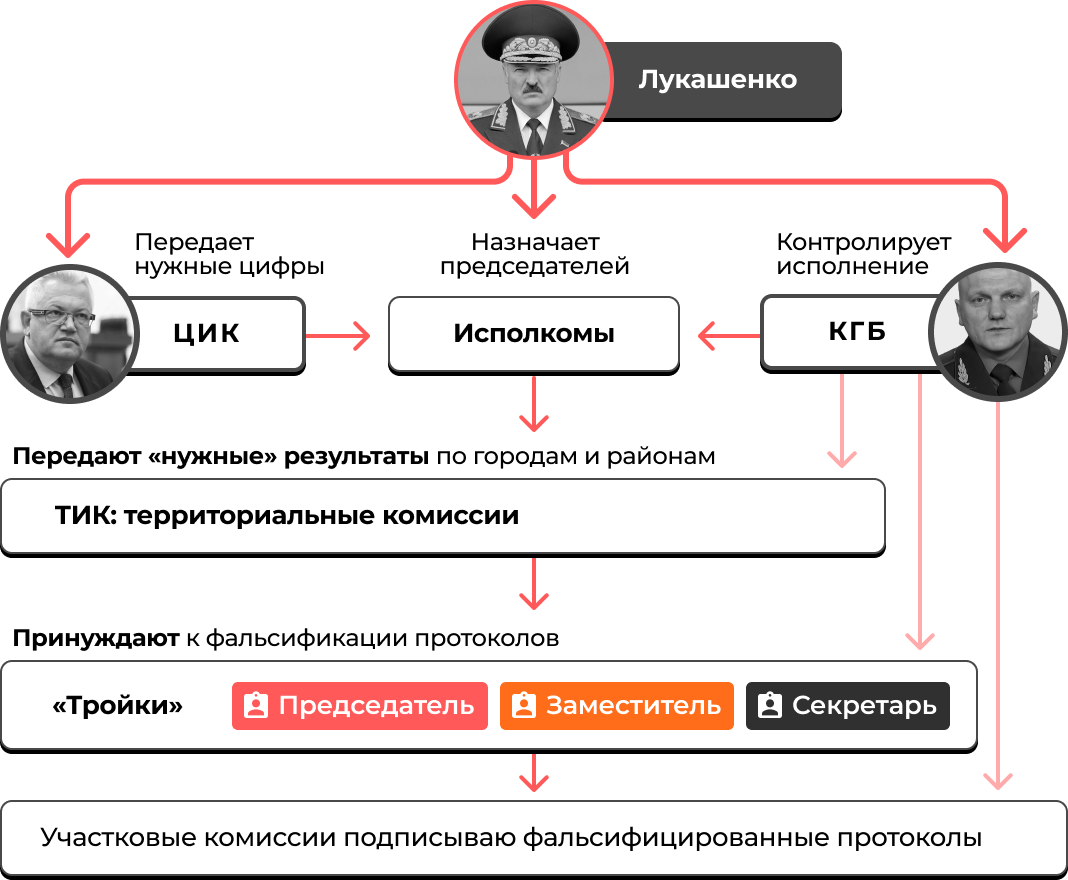 Лукашенко
Передает
нужные цифры
Назначает
председателей
Контролирует
исполнение
ЦИК
Исполкомы
КГБ
Передают «нужные» результаты по городам и районам
ТИК: территориальные комиссии
Принуждают к фальсификации протоколов
«Тройки»
Председатель
Заместитель
Секретарь
Участковые комиссии подписываю фальсифицированные протоколы